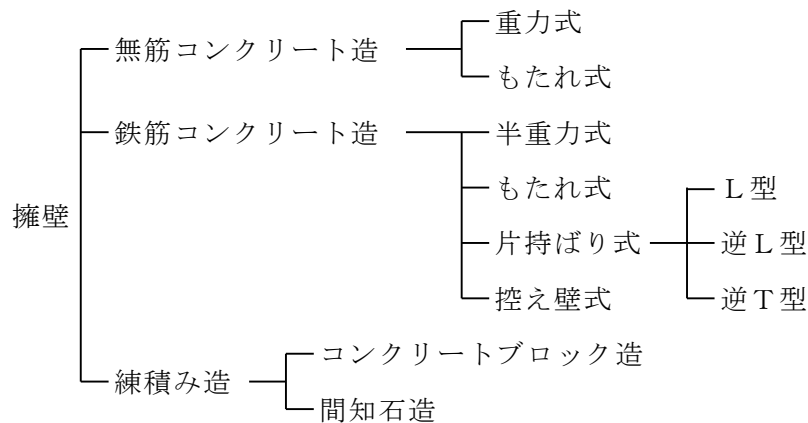 重力式
無筋コンクリート造
もたれ式
鉄筋コンクリート造 半重力式
もたれ式 L型
擁壁
片持ばり式 逆L型
控え壁式 逆T型
コンクリートブロック造
練積み造
間知石造